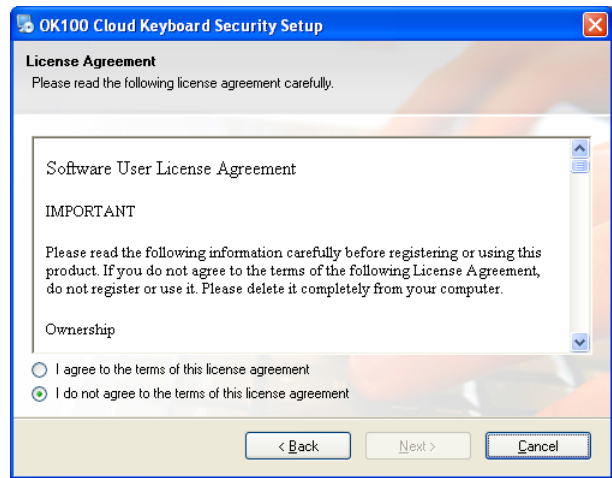 OK100 Cloud Keyboard Security Setup
License Agreement
Please read the following license agreement carefully.
Software User License Agreement
IMPORTANT
Please read the following information carefully before registering or using this
product. If you do not agree to the terms of the following License Agreement,
do not register or use it. Please delete it completely from your computer.
Ownership
I agree to the terms of this license agreement
I do not agree to the terms of this license agreement
< Back Next > Cancel